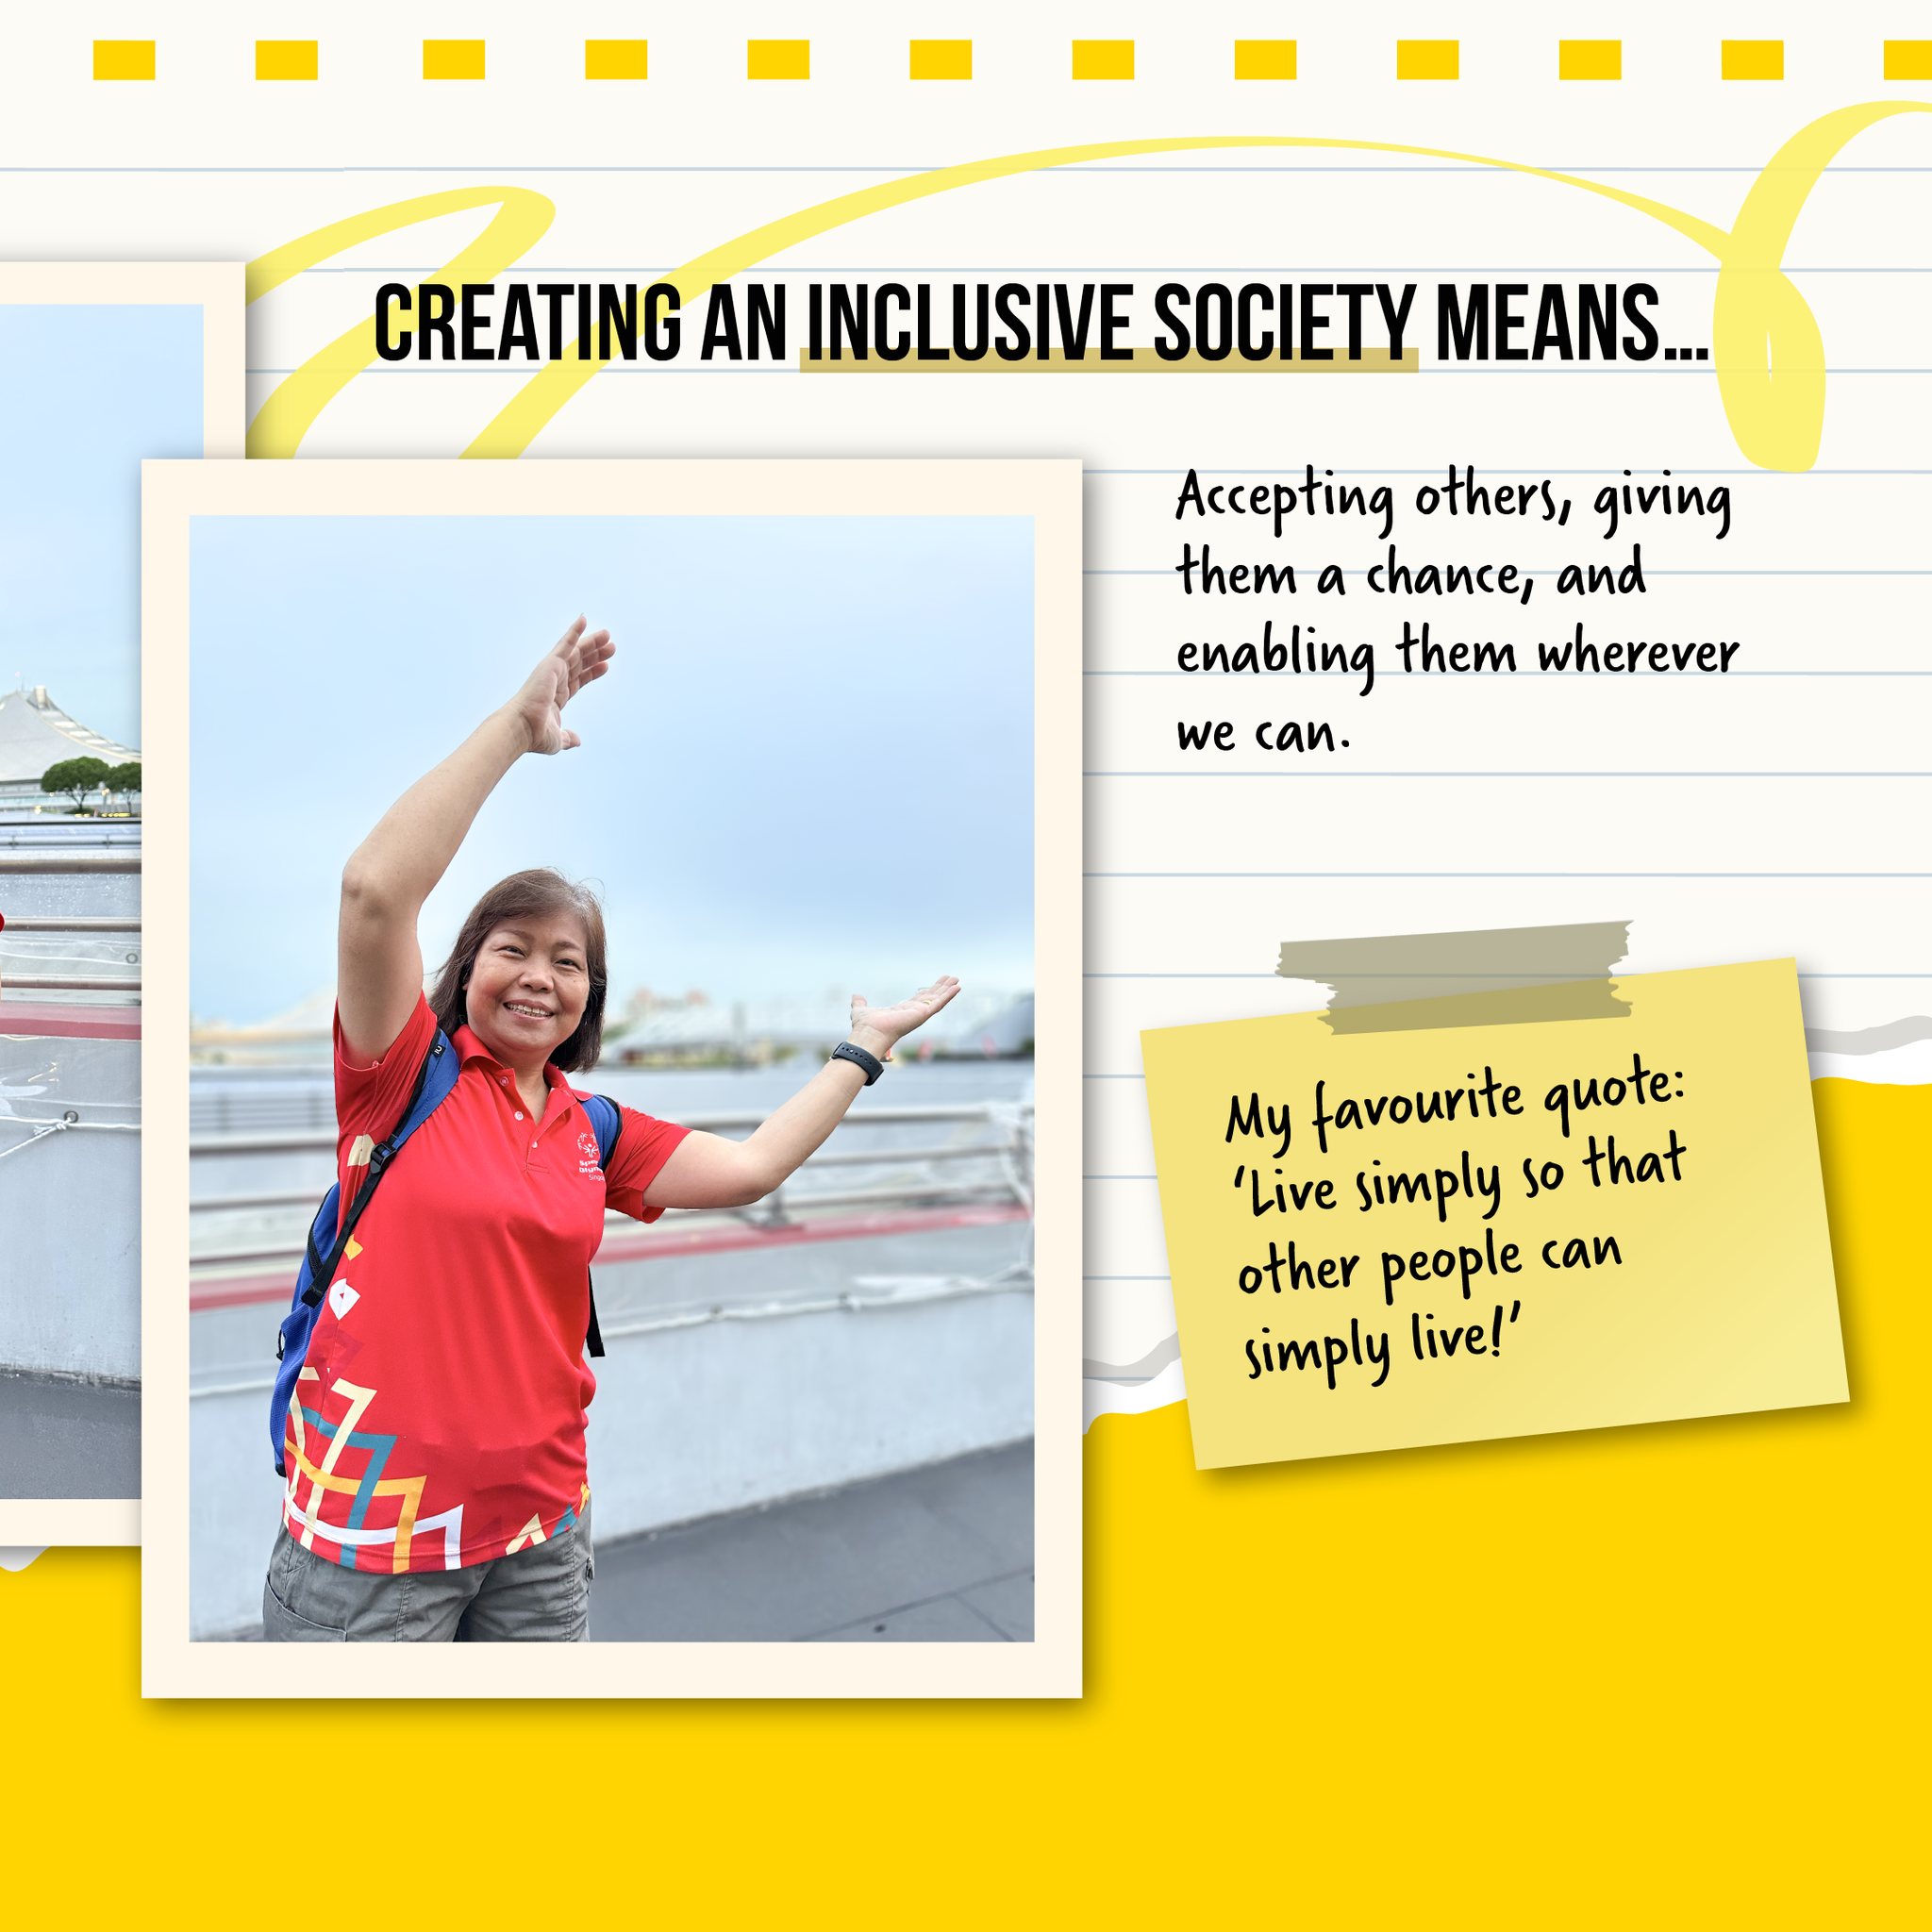 CREATING AN INCLUSIVE SOCIETY MEANS...
Accepting others, giving
them a chance, and
enabling them wherever
we can.
My favourite quote:
‘Live simply so that
other people can
simply live!’